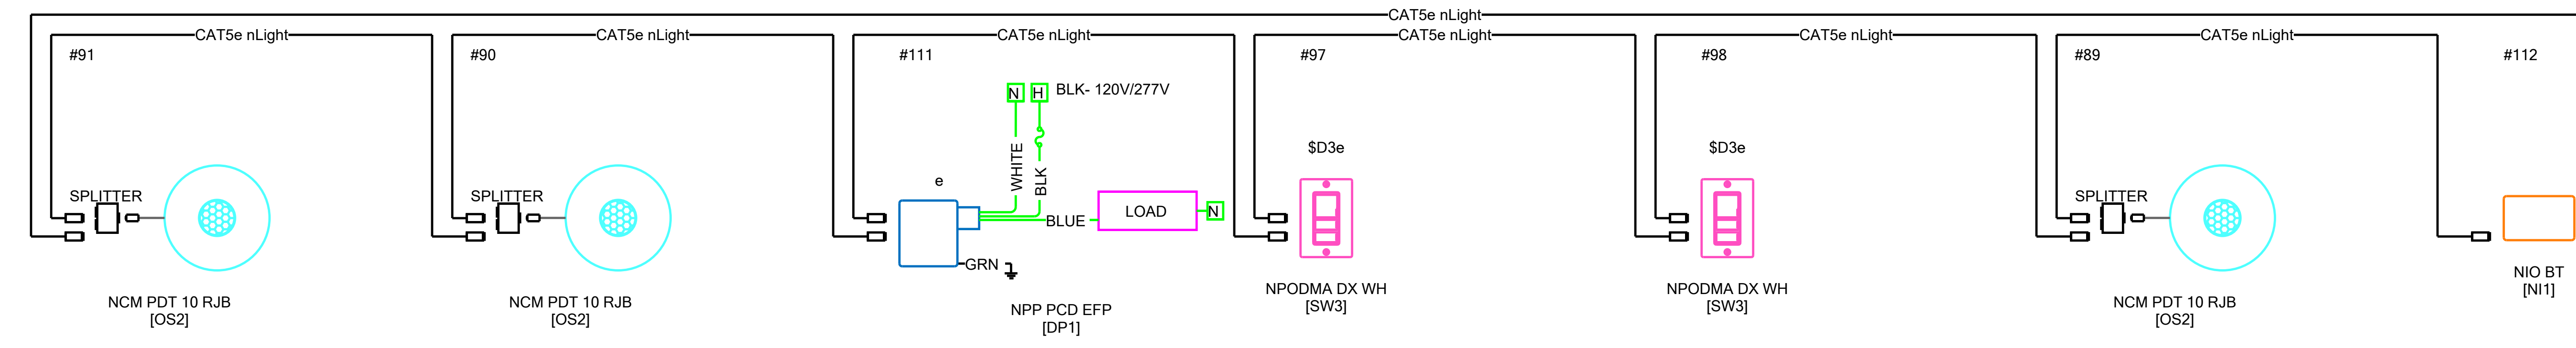 CAT5e nLight
CAT5e nLight
CAT5e nLight
CAT5e nLight
CAT5e nLight
CAT5e nLight
CAT5e nLight
#91
#90
#111
#97
#98
#89
#112
N
H
BLK- 120V/277V
WHITE
BLK
$D3e
$D3e
e
SPLITTER
SPLITTER
SPLITTER
BLUE
LOAD
N
GRN
NCM PDT 10 RJB
[OS2]
NCM PDT 10 RJB
[OS2]
NPP PCD EFP
[DP1]
NPODMA DX WH
[SW3]
NPODMA DX WH
[SW3]
NCM PDT 10 RJB
[OS2]
NIO BT
[NI1]